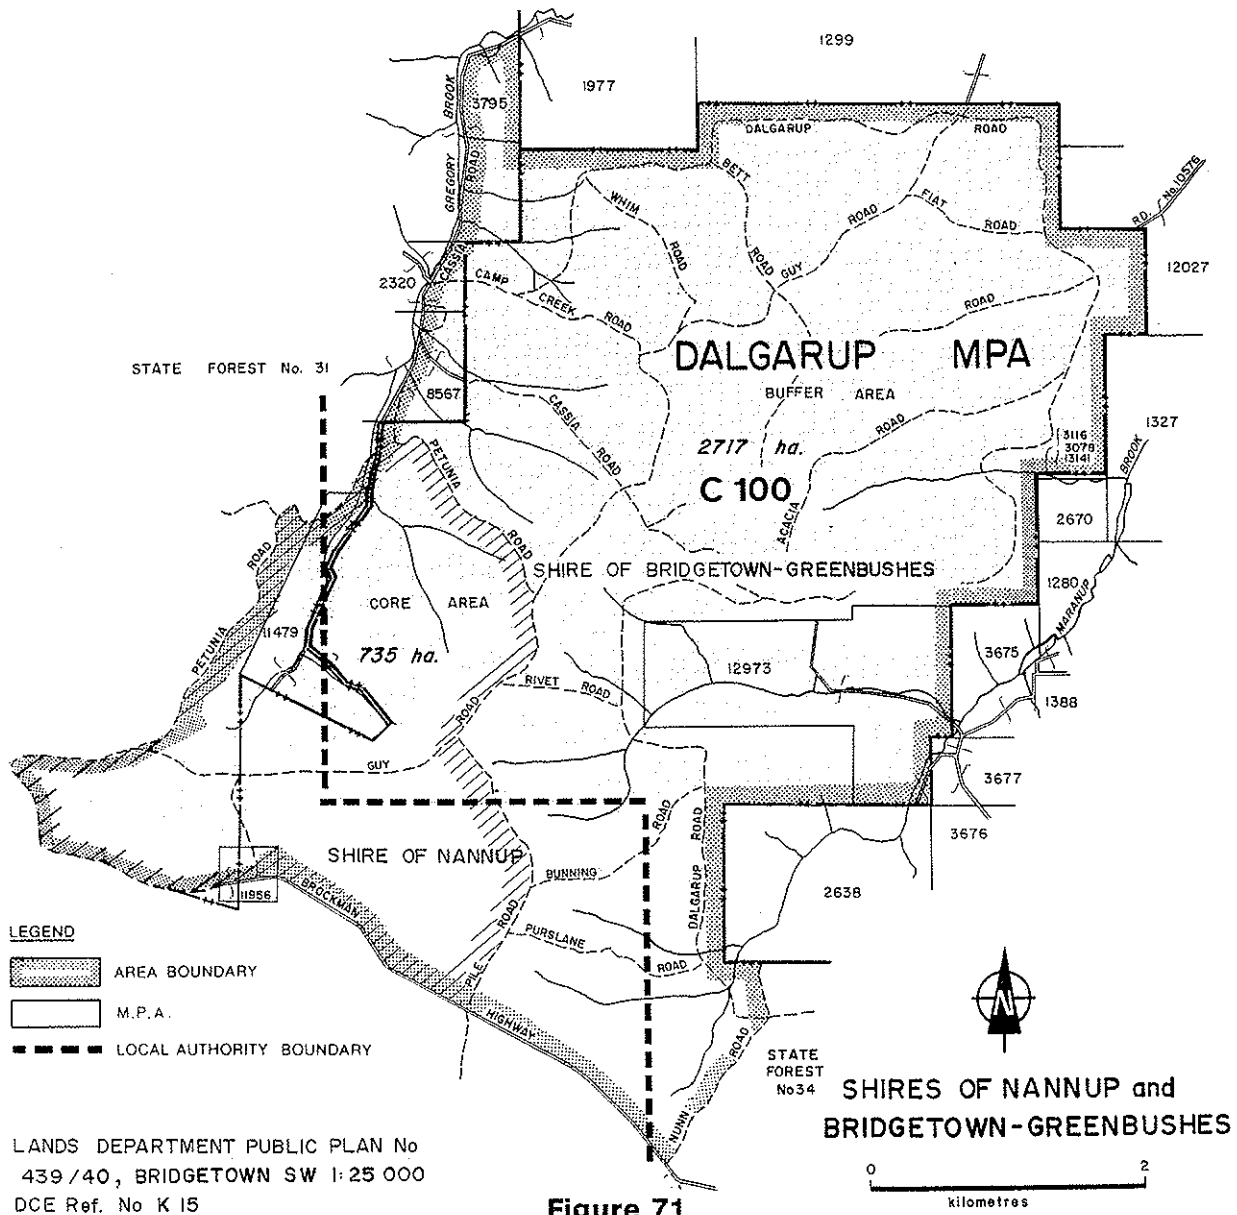 1299
1977
3795
GREGORY BROOK
ROAD
CASSIA
DALGARUP ROAD
BETT
ROAD
WHIM
ROAD
FIAT
ROAD
GUY
ROAD
RD. No. 10576
12027
2320
CAMP
CREEK
ROAD
ROAD
STATE FOREST No. 31
DALGARUP MPA
BUFFER AREA
8567
CASSIA
ROAD
ROAD
ACACIA
2717 ha.
C 100
3116
3078
13141
1327
BROOK
MARANUP
2670
1280
PETUNIA
ROAD
SHIRE OF BRIDGETOWN-GREENBUSHES
ROAD
PETUNIA
CORE AREA
735 ha.
11479
12973
3675
1388
RIVET ROAD
ROAD
GUY
3677
3676
ROAD
SHIRE OF NANNUP
BUNNING
ROAD
DALGARUP
2638
11956
BROCKMAN
HIGHWAY
ROAD
PILE
PURSLANE
ROAD
ROAD
NUNN
STATE
FOREST
No34
LEGEND
AREA BOUNDARY
M.P.A.
LOCAL AUTHORITY BOUNDARY
N
SHIRES OF NANNUP and
BRIDGETOWN-GREENBUSHES
0 2
kilometres
LANDS DEPARTMENT PUBLIC PLAN No
439/40, BRIDGETOWN SW 1:25 000
DCE Ref. No K 15
Figure 71